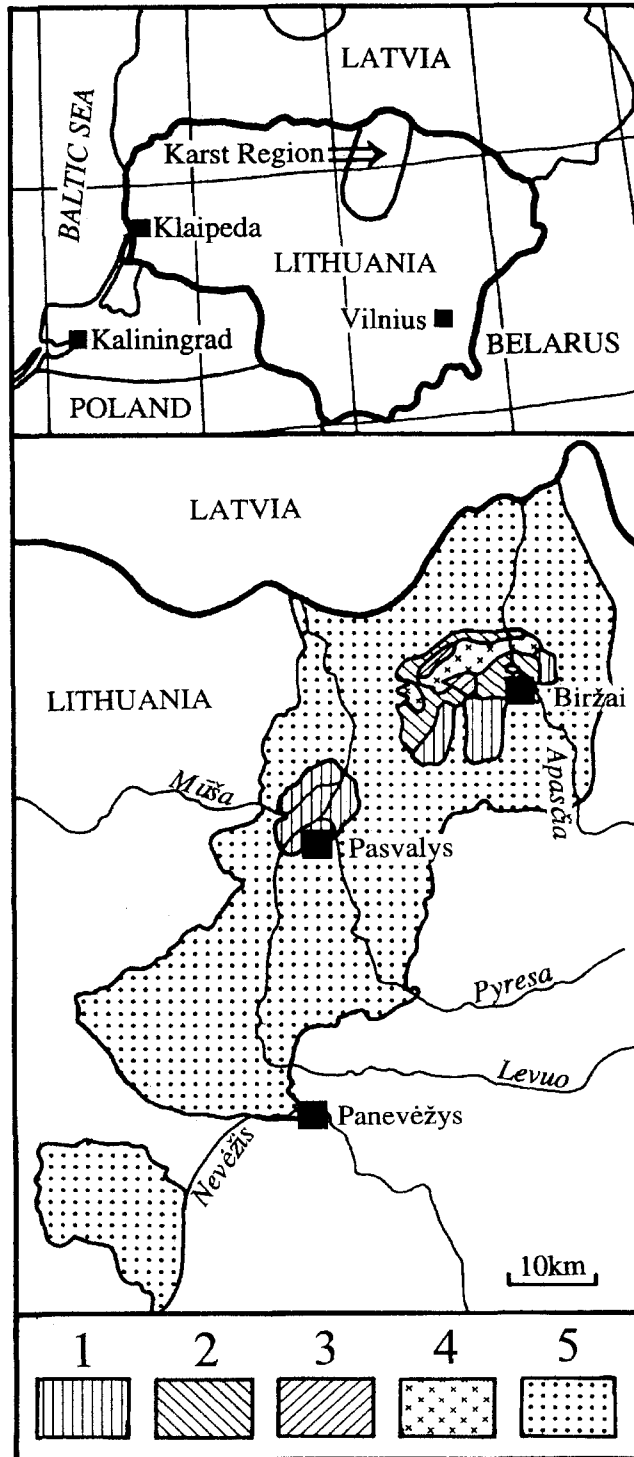 LATVIA
BALTIC SEA
Karst Region
Klaipeda
LITHUANIA
Vilnius
Kaliningrad
BELARUS
POLAND
LATVIA
LITHUANIA
Biržai
Mūša
Apasčia
Pasvalys
Pyresa
Levuo
Panevėžys
Nevėžis
10km
1 2 3 4 5